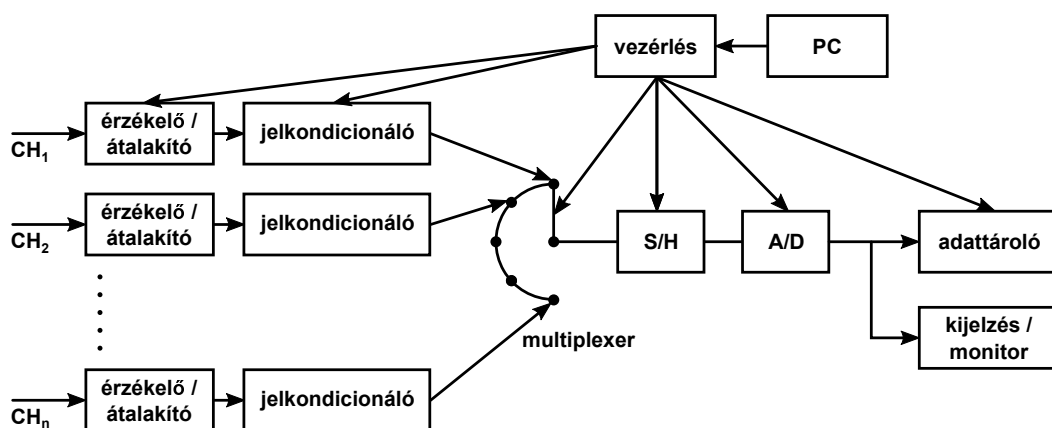 vezérlés
PC
érzékelő /
átalakító
jelkondicionáló
CH1
érzékelő /
átalakító
jelkondicionáló
CH2
S/H
A/D
adattároló
multiplexer
kijelzés /
monitor
érzékelő /
átalakító
jelkondicionáló
CHn